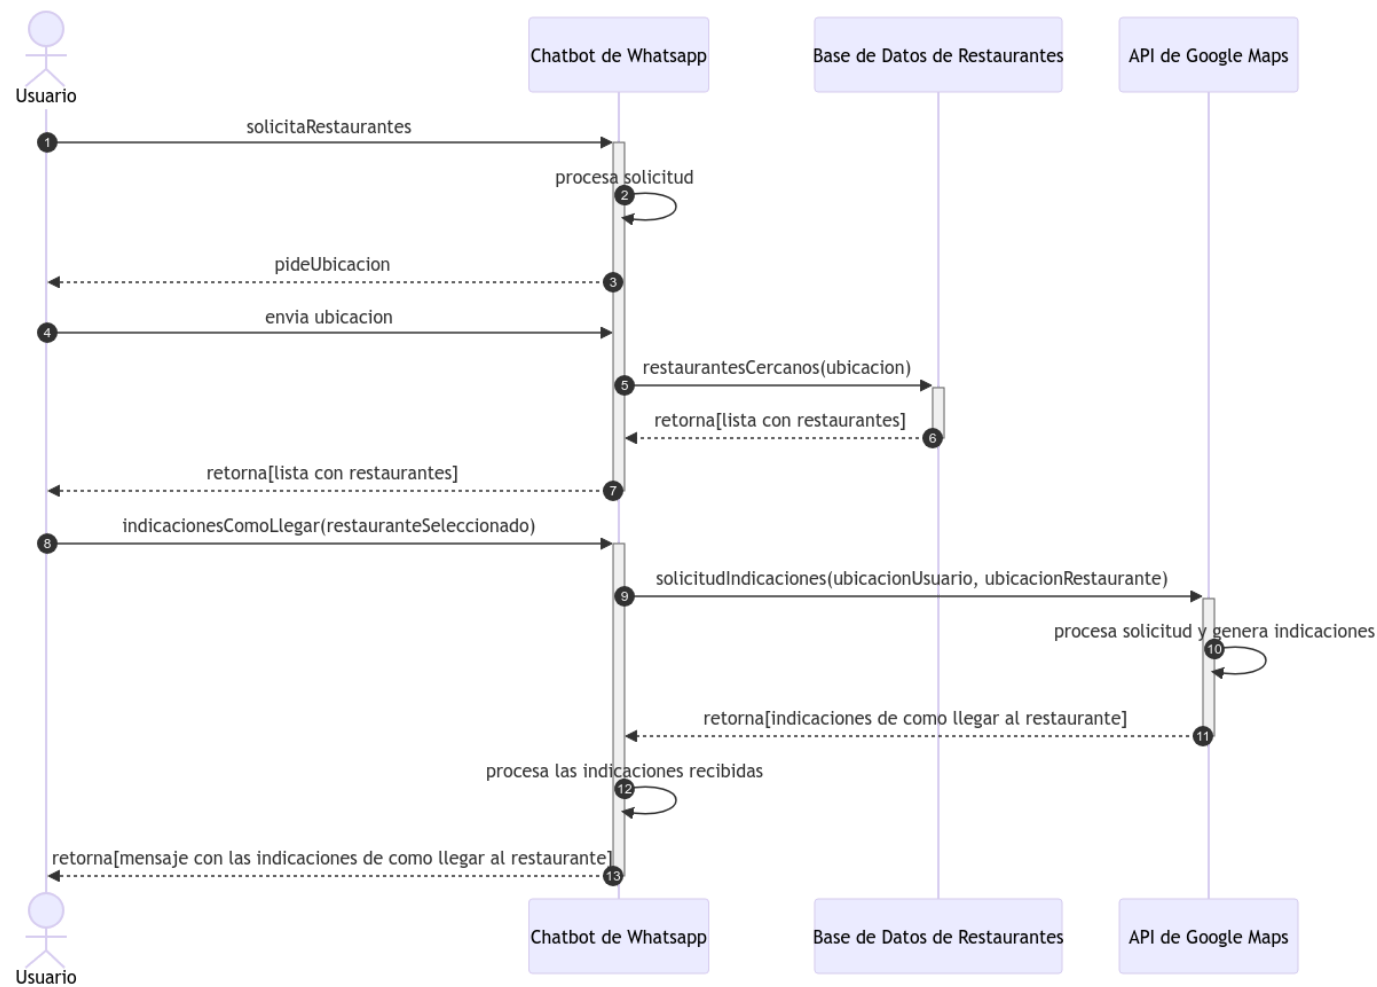 Usuario
Chatbot de Whatsapp
Base de Datos de Restaurantes
API de Google Maps
solicitaRestaurantes
1
procesa solicitud
2
pideUbicacion
3
envia ubicacion
4
restaurantesCercanos(ubicacion)
5
retorna[lista con restaurantes]
6
retorna[lista con restaurantes]
7
indicacionesComoLlegar(restauranteSeleccionado)
8
solicitudIndicaciones(ubicacionUsuario, ubicacionRestaurante)
9
procesa solicitud y genera indicaciones
10
retorna[indicaciones de como llegar al restaurante]
11
procesa las indicaciones recibidas
12
retorna[mensaje con las indicaciones de como llegar al restaurante]
13
Usuario
Chatbot de Whatsapp
Base de Datos de Restaurantes
API de Google Maps